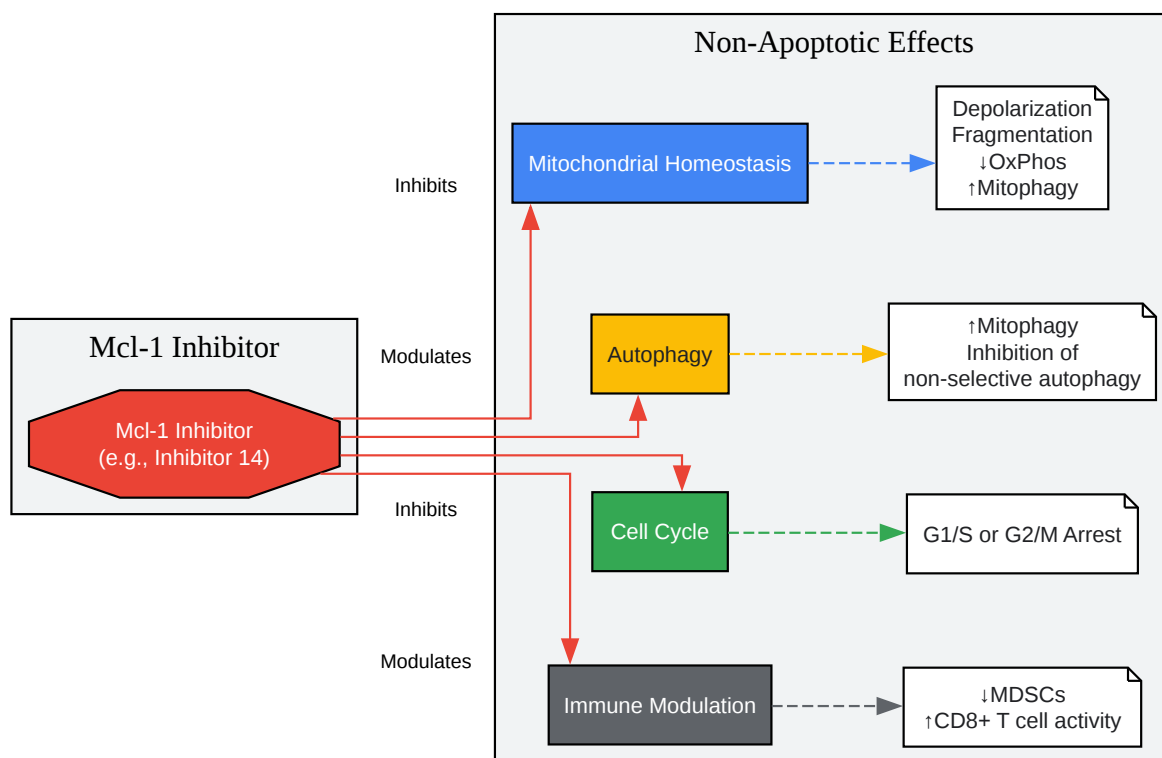 Non-Apoptotic Effects
Depolarization
Fragmentation
↓OxPhos
↑Mitophagy
Mitochondrial Homeostasis
Inhibits
Mcl-1 Inhibitor
Modulates
Autophagy
↑Mitophagy
Inhibition of
non-selective autophagy
Mcl-1 Inhibitor
(e.g., Inhibitor 14)
Inhibits
Cell Cycle
G1/S or G2/M Arrest
Modulates
Immune Modulation
↓MDSCs
↑CD8+ T cell activity